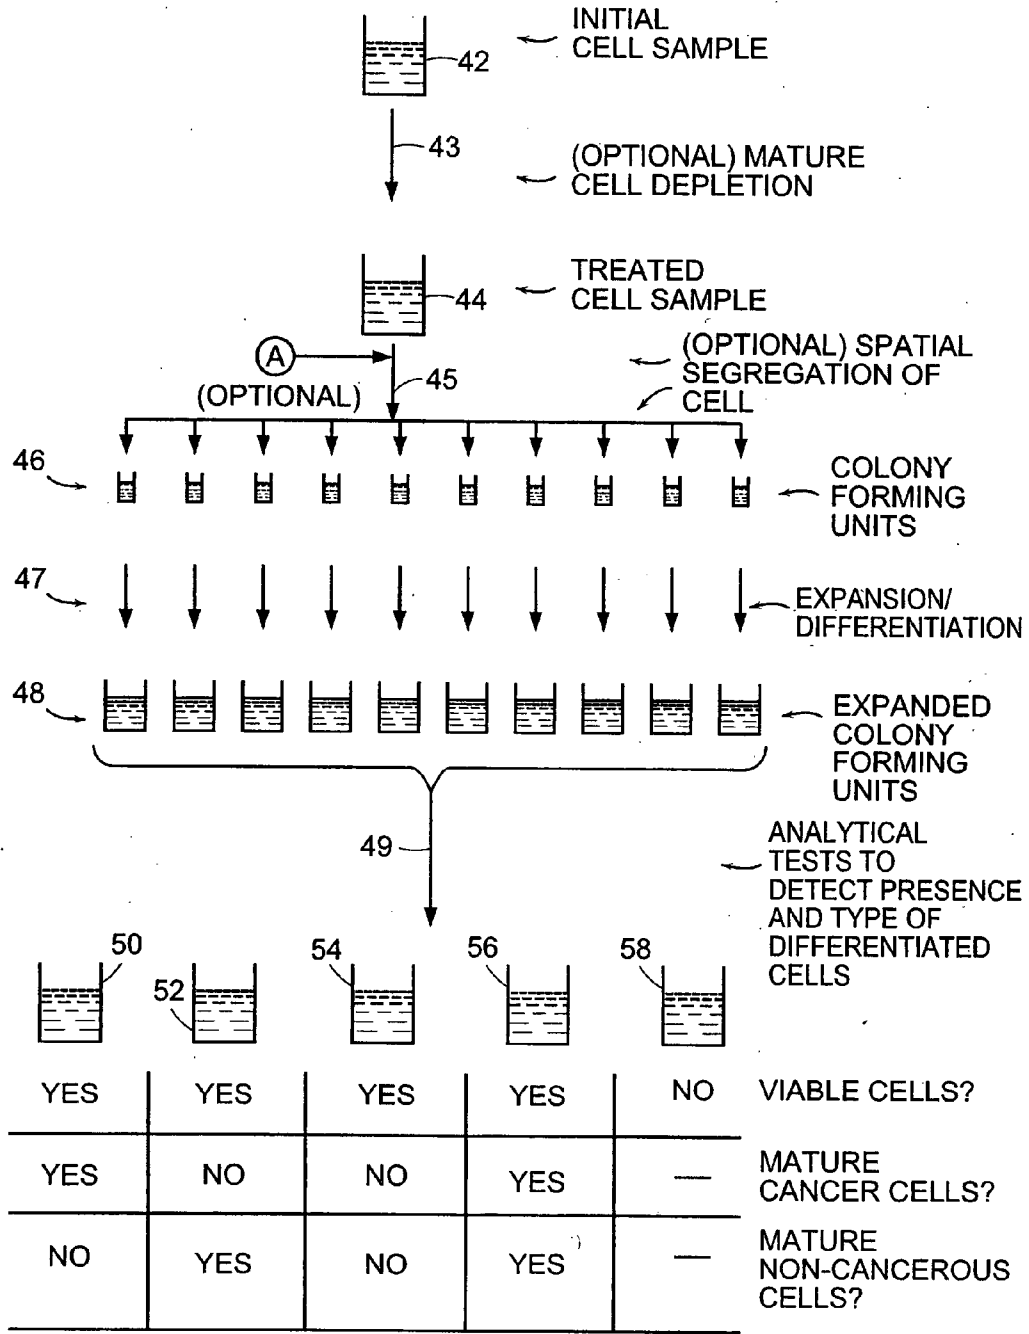 INITIAL
CELL SAMPLE
42
43
(OPTIONAL) MATURE
CELL DEPLETION
TREATED
CELL SAMPLE
44
A
(OPTIONAL)
45
(OPTIONAL) SPATIAL
SEGREGATION OF
CELL
46
COLONY
FORMING
UNITS
47
EXPANSION/
DIFFERENTIATION
48
EXPANDED
COLONY
FORMING
UNITS
49
ANALYTICAL
TESTS TO
DETECT PRESENCE
AND TYPE OF
DIFFERENTIATED
CELLS
50 52 54 56 58
YES YES YES YES NO VIABLE CELLS?
YES NO NO YES — MATURE
CANCER CELLS?
NO YES NO YES — MATURE
NON-CANCEROUS
CELLS?